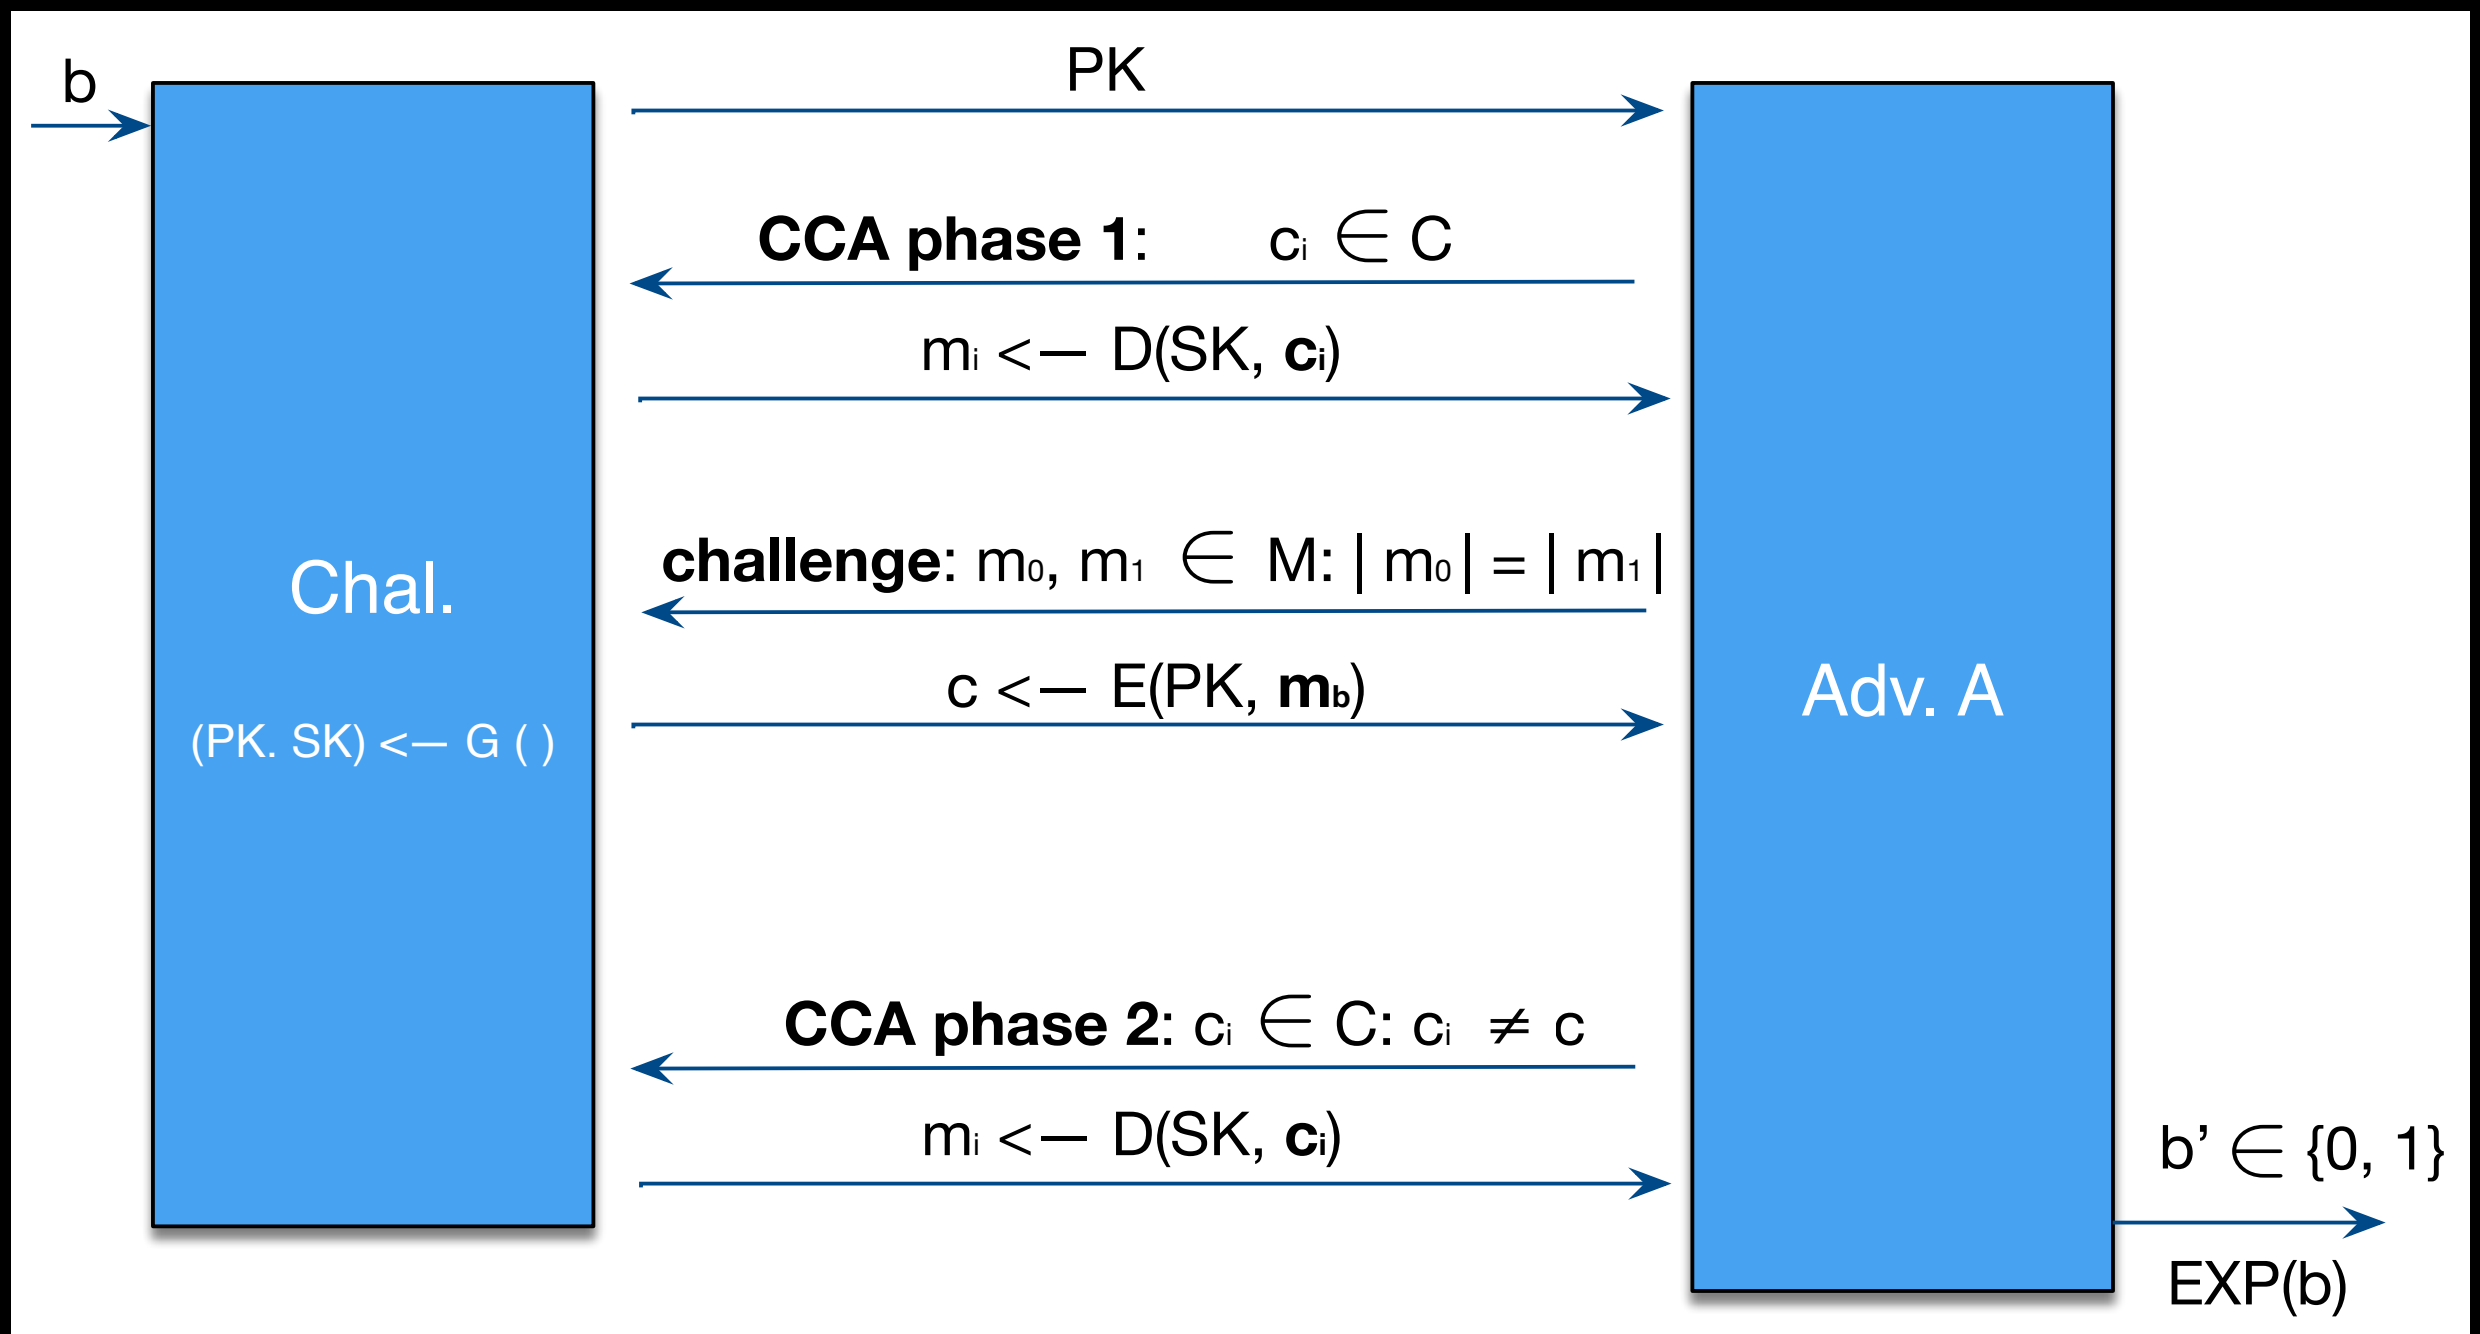 b
PK
CCA phase 1: cᵢ ∈ C
mᵢ <— D(SK, cᵢ)
challenge: m₀, m₁ ∈ M: | m₀ | = | m₁ |
Chal.
c <— E(PK, m_b)
Adv. A
(PK. SK) <— G ( )
CCA phase 2: cᵢ ∈ C: cᵢ ≠ c
mᵢ <— D(SK, cᵢ)
b’ ∈ {0, 1}
EXP(b)